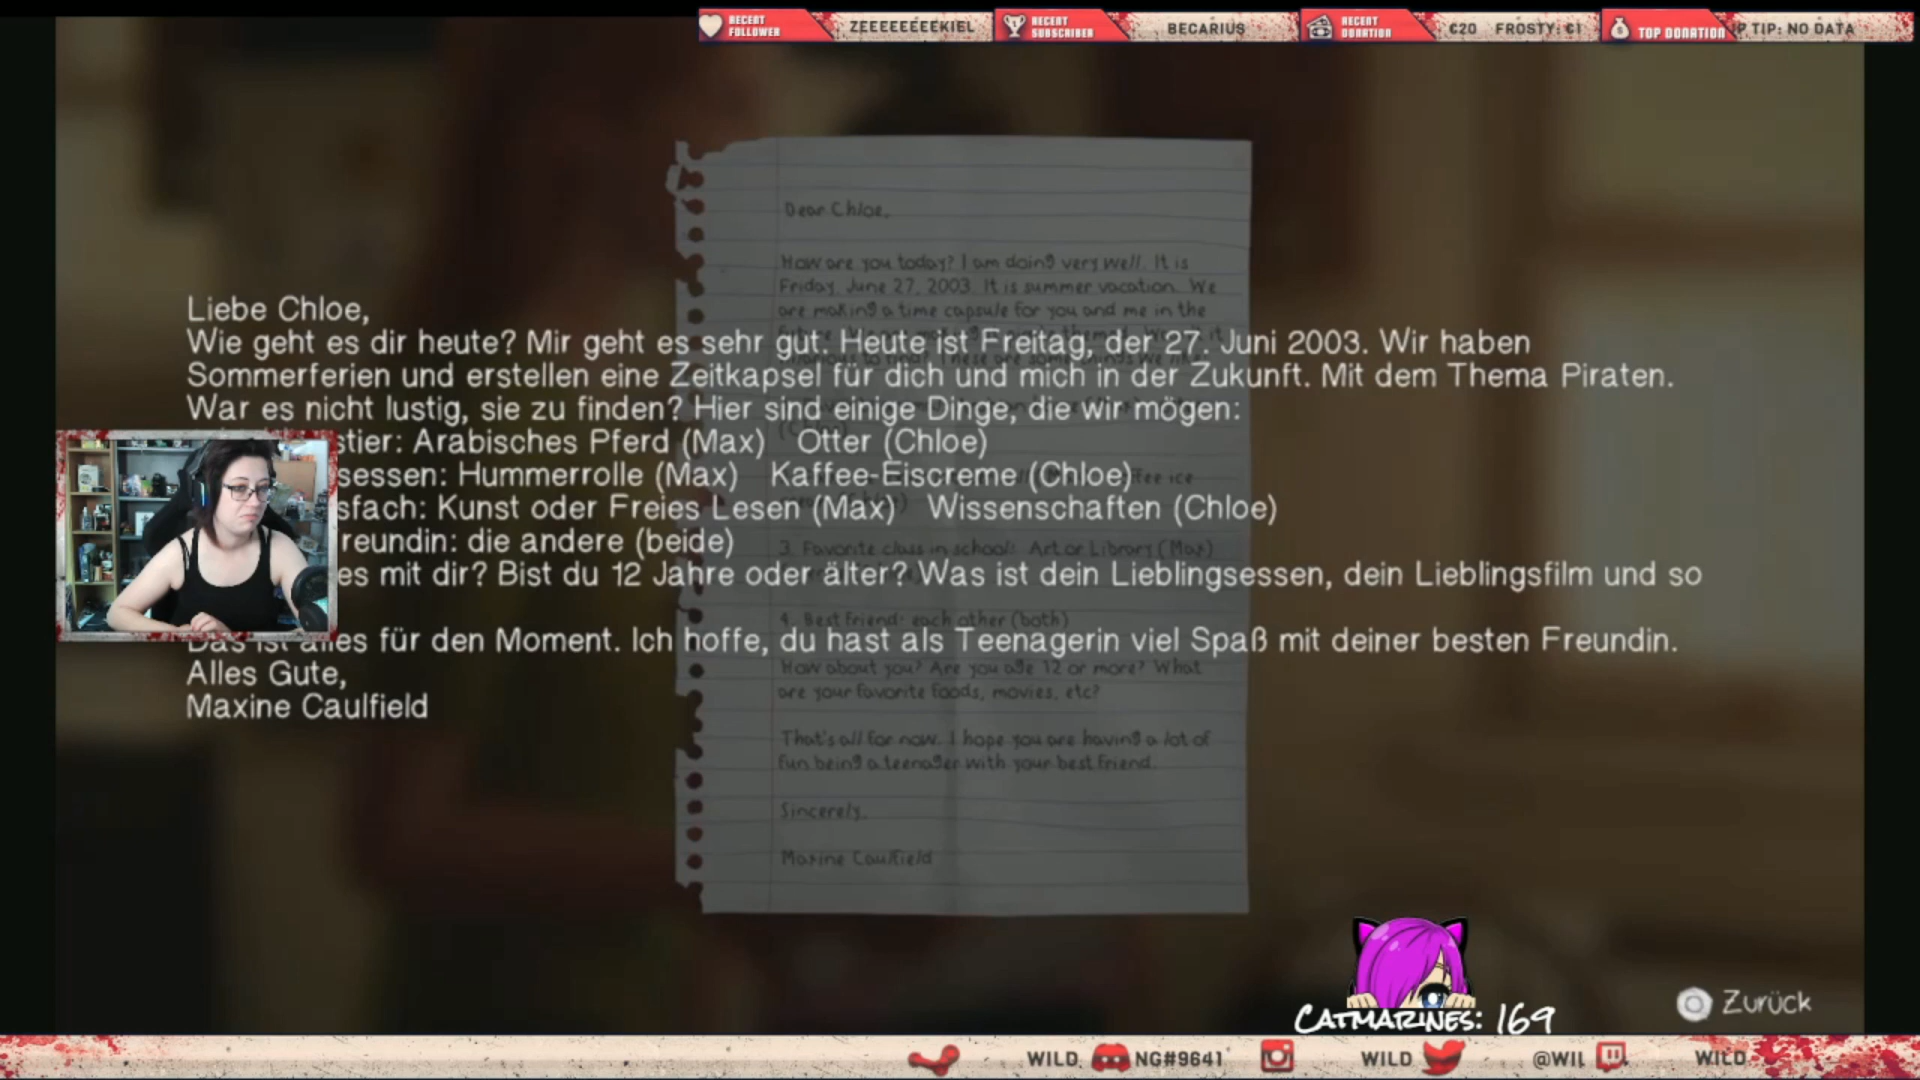 RECENT FOLLOWER
ZEEEEEEEKIEL
RECENT SUBSCRIBER
BECARIUS
RECENT DONATION
€20 FROSTY: €1
TOP DONATION
P TIP: NO DATA
Liebe Chloe,
Wie geht es dir heute? Mir geht es sehr gut. Heute ist Freitag, der 27. Juni 2003. Wir haben
Sommerferien und erstellen eine Zeitkapsel für dich und mich in der Zukunft. Mit dem Thema Piraten.
War es nicht lustig, sie zu finden? Hier sind einige Dinge, die wir mögen:
stier: Arabisches Pferd (Max) Otter (Chloe)
sessen: Hummerrolle (Max) Kaffee-Eiscreme (Chloe)
sfach: Kunst oder Freies Lesen (Max) Wissenschaften (Chloe)
reundin: die andere (beide)
es mit dir? Bist du 12 Jahre oder älter? Was ist dein Lieblingsessen, dein Lieblingsfilm und so
Das ist alles für den Moment. Ich hoffe, du hast als Teenagerin viel Spaß mit deiner besten Freundin.
Alles Gute,
Maxine Caulfield
Dear Chloe,
How are you today? I am doing very well. It is
Friday, June 27, 2003. It is summer vacation. We
are making a time capsule for you and me in the
(Chloe)
ice
3. Favorite class in school: Art or Library (Max)
4. Best friend: each other (both)
How about you? Are you age 12 or more? What
are your favorite foods, movies, etc?
That's all for now. I hope you are having a lot of
fun being a teenager with your best friend.
Sincerely,
Maxine Caulfield
CATMARINES: 169
Zurück
WILD
NG#9641
WILD
@WIL
WILD